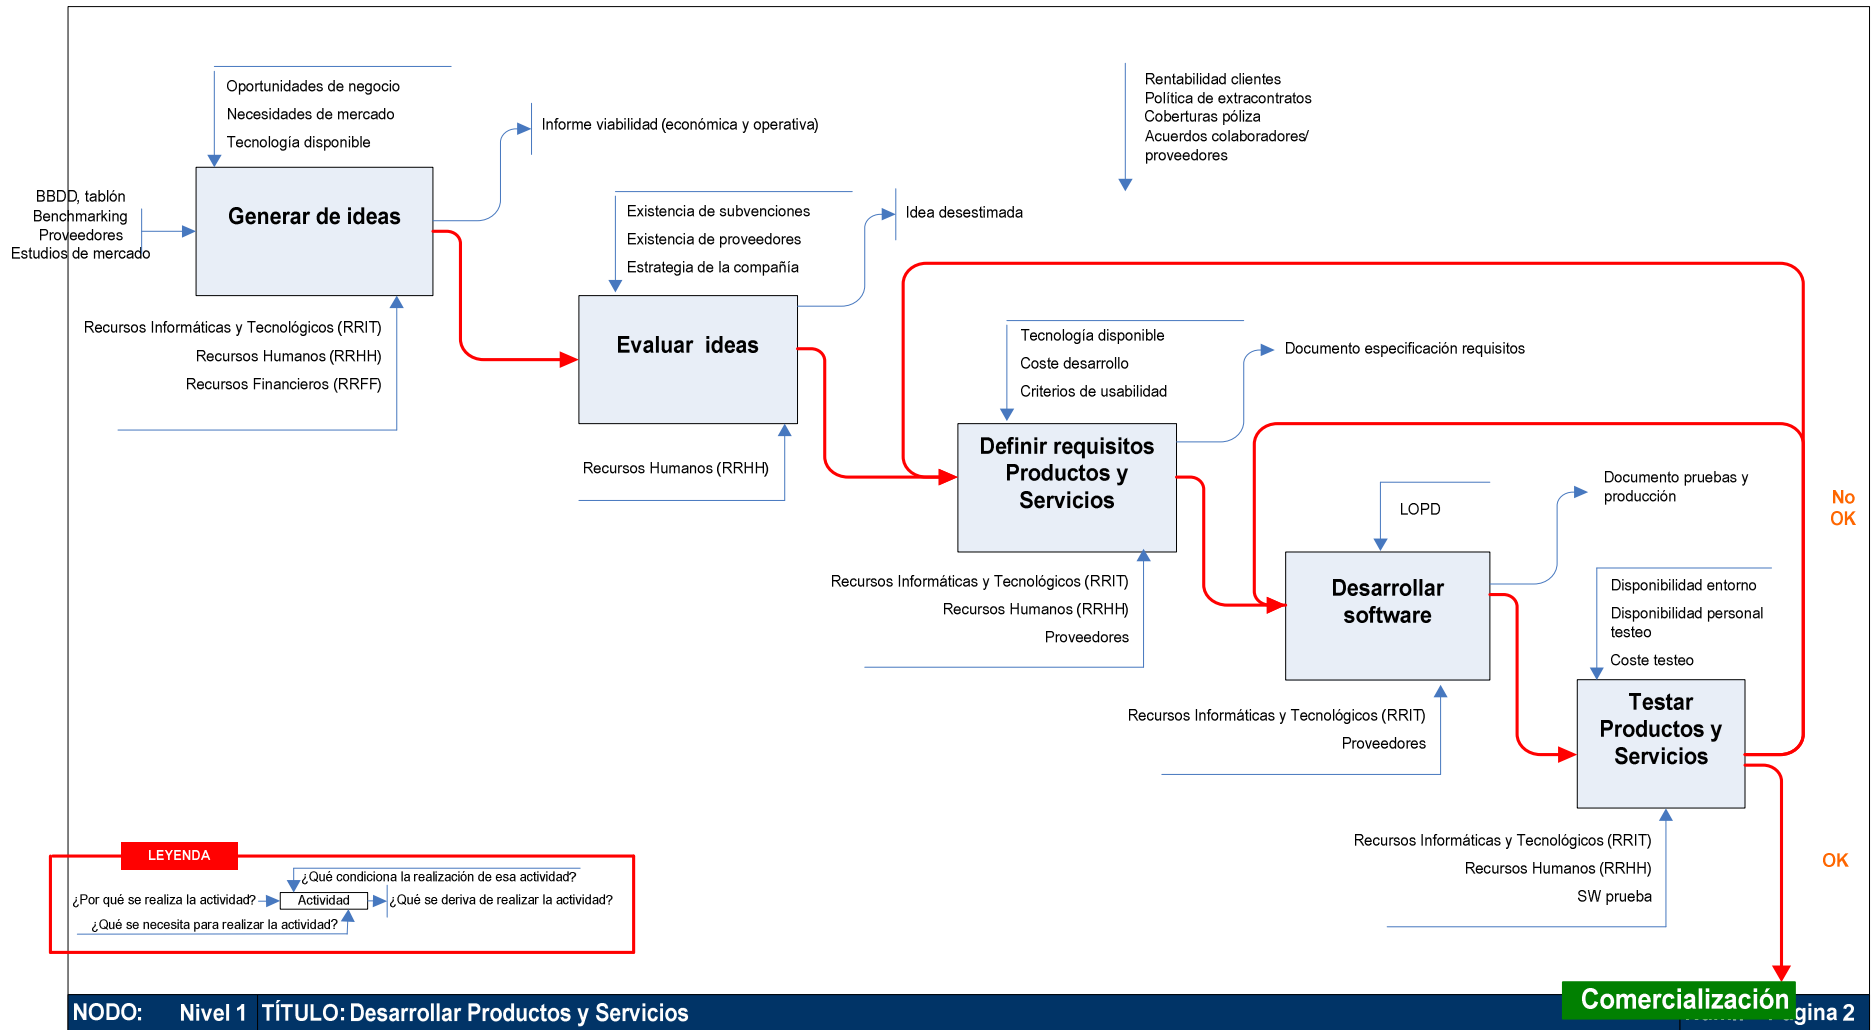 Oportunidades de negocio
Necesidades de mercado
Tecnología disponible
Informe viabilidad (económica y operativa)
Rentabilidad clientes
Política de extracontratos
Coberturas póliza
Acuerdos colaboradores/
proveedores
BBDD, tablón
Benchmarking
Proveedores
Estudios de mercado
Generar de ideas
Existencia de subvenciones
Existencia de proveedores
Estrategia de la compañía
Idea desestimada
Recursos Informáticas y Tecnológicos (RRIT)
Recursos Humanos (RRHH)
Recursos Financieros (RRFF)
Evaluar ideas
Tecnología disponible
Coste desarrollo
Criterios de usabilidad
Documento especificación requisitos
Recursos Humanos (RRHH)
Definir requisitos
Productos y
Servicios
LOPD
Documento pruebas y
producción
No
OK
Recursos Informáticas y Tecnológicos (RRIT)
Recursos Humanos (RRHH)
Proveedores
Desarrollar
software
Disponibilidad entorno
Disponibilidad personal
testeo
Coste testeo
Recursos Informáticas y Tecnológicos (RRIT)
Proveedores
Testar
Productos y
Servicios
Recursos Informáticas y Tecnológicos (RRIT)
Recursos Humanos (RRHH)
SW prueba
OK
LEYENDA
¿Qué condiciona la realización de esa actividad?
¿Por qué se realiza la actividad?
Actividad
¿Qué se deriva de realizar la actividad?
¿Qué se necesita para realizar la actividad?
Comercialización
NODO: Nivel 1 TÍTULO: Desarrollar Productos y Servicios
gina 2